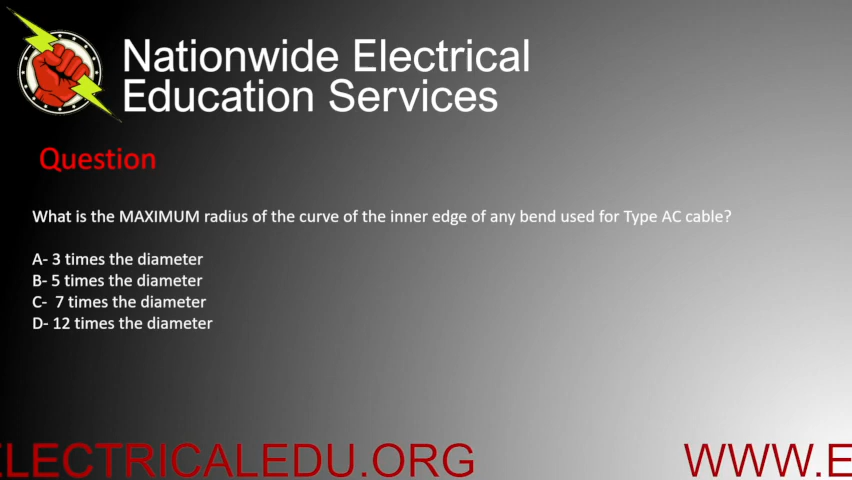 Nationwide Electrical
Education Services
Question
What is the MAXIMUM radius of the curve of the inner edge of any bend used for Type AC cable?
A- 3 times the diameter
B- 5 times the diameter
C- 7 times the diameter
D- 12 times the diameter
ELECTRICALEDU.ORG WWW.E